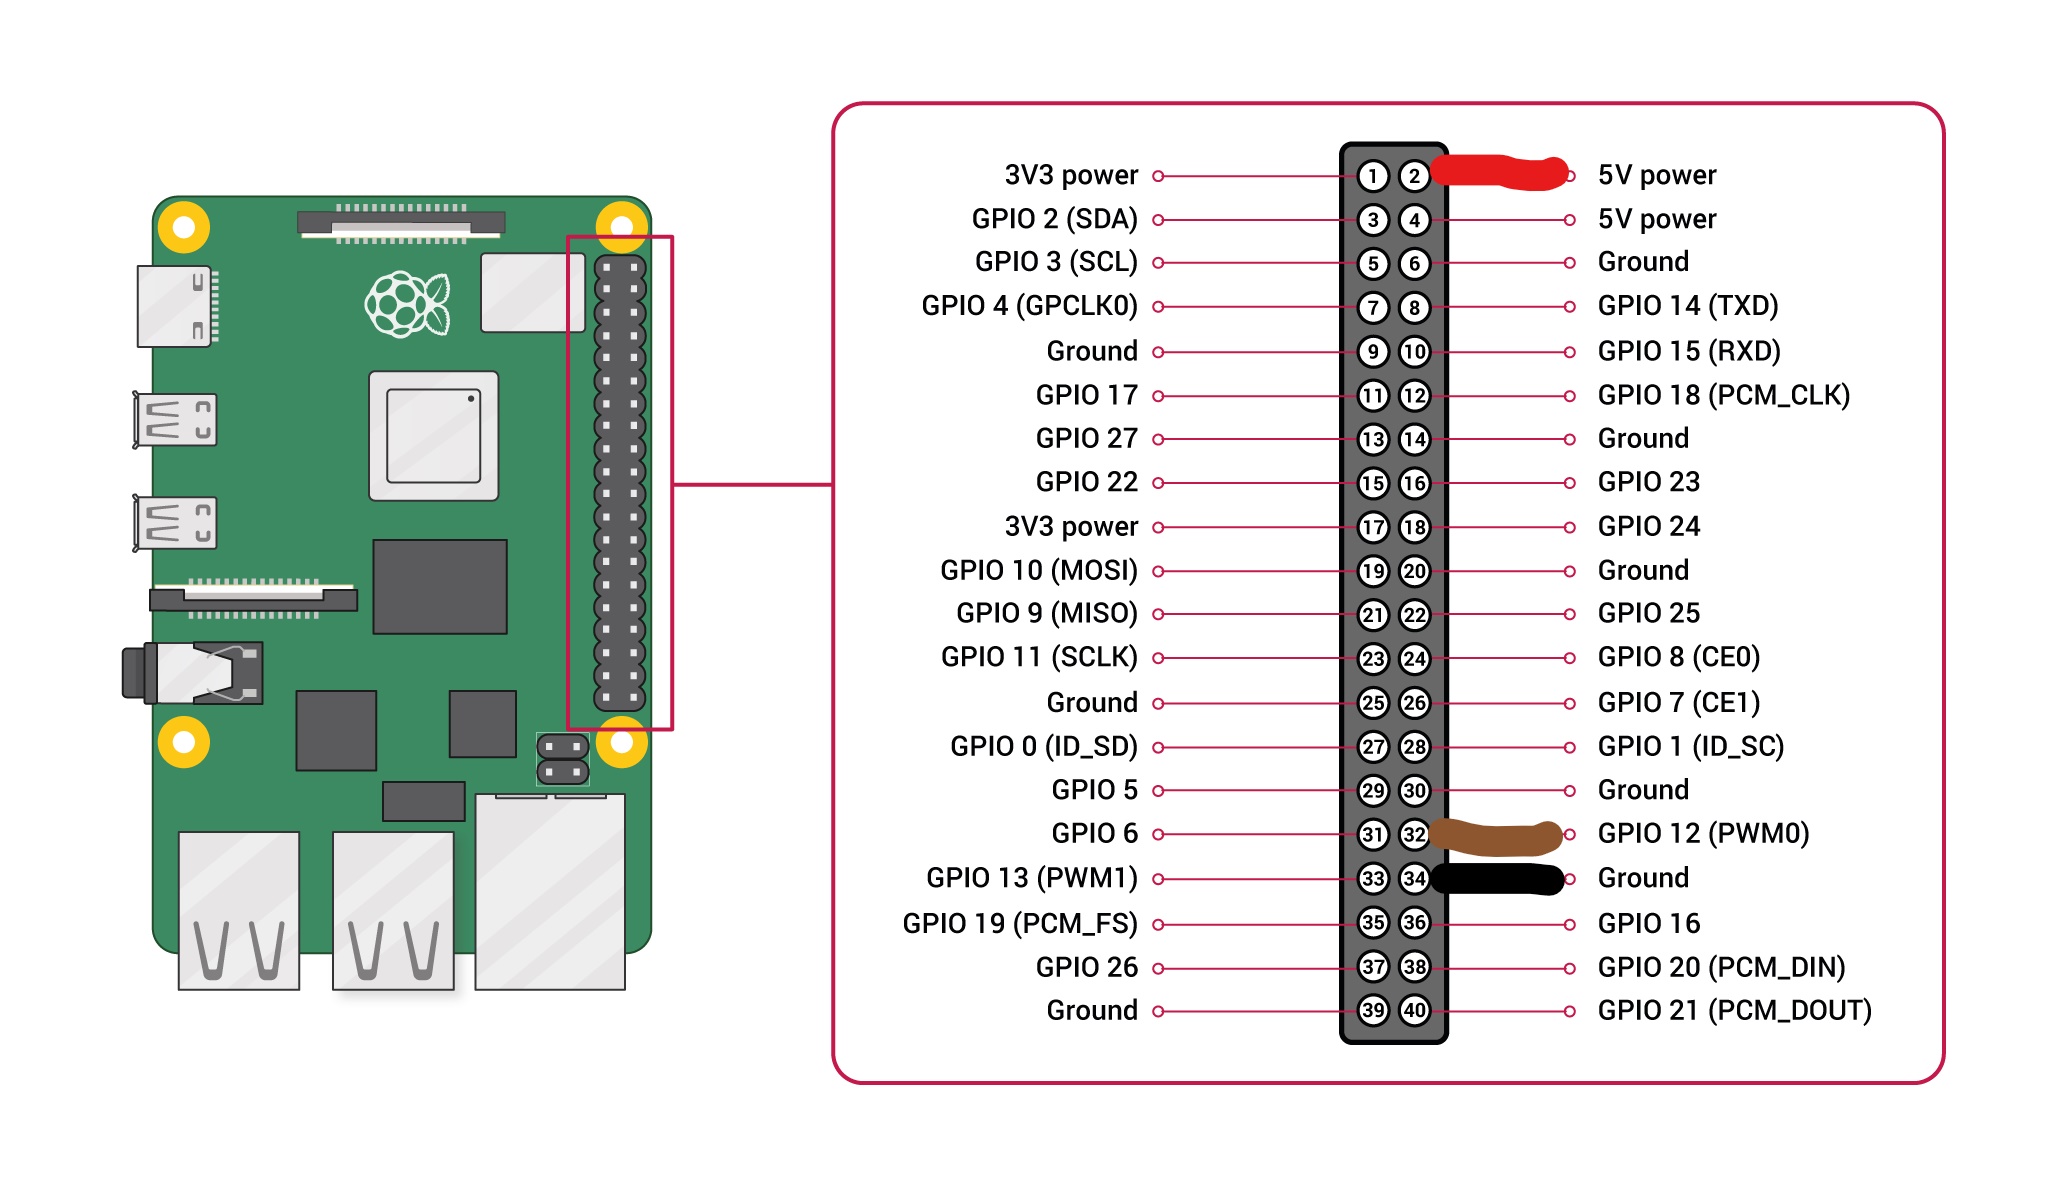 3V3 power 1 2 5V power
GPIO 2 (SDA) 3 4 5V power
GPIO 3 (SCL) 5 6 Ground
GPIO 4 (GPCLK0) 7 8 GPIO 14 (TXD)
Ground 9 10 GPIO 15 (RXD)
GPIO 17 11 12 GPIO 18 (PCM_CLK)
GPIO 27 13 14 Ground
GPIO 22 15 16 GPIO 23
3V3 power 17 18 GPIO 24
GPIO 10 (MOSI) 19 20 Ground
GPIO 9 (MISO) 21 22 GPIO 25
GPIO 11 (SCLK) 23 24 GPIO 8 (CE0)
Ground 25 26 GPIO 7 (CE1)
GPIO 0 (ID_SD) 27 28 GPIO 1 (ID_SC)
GPIO 5 29 30 Ground
GPIO 6 31 32 GPIO 12 (PWM0)
GPIO 13 (PWM1) 33 34 Ground
GPIO 19 (PCM_FS) 35 36 GPIO 16
GPIO 26 37 38 GPIO 20 (PCM_DIN)
Ground 39 40 GPIO 21 (PCM_DOUT)